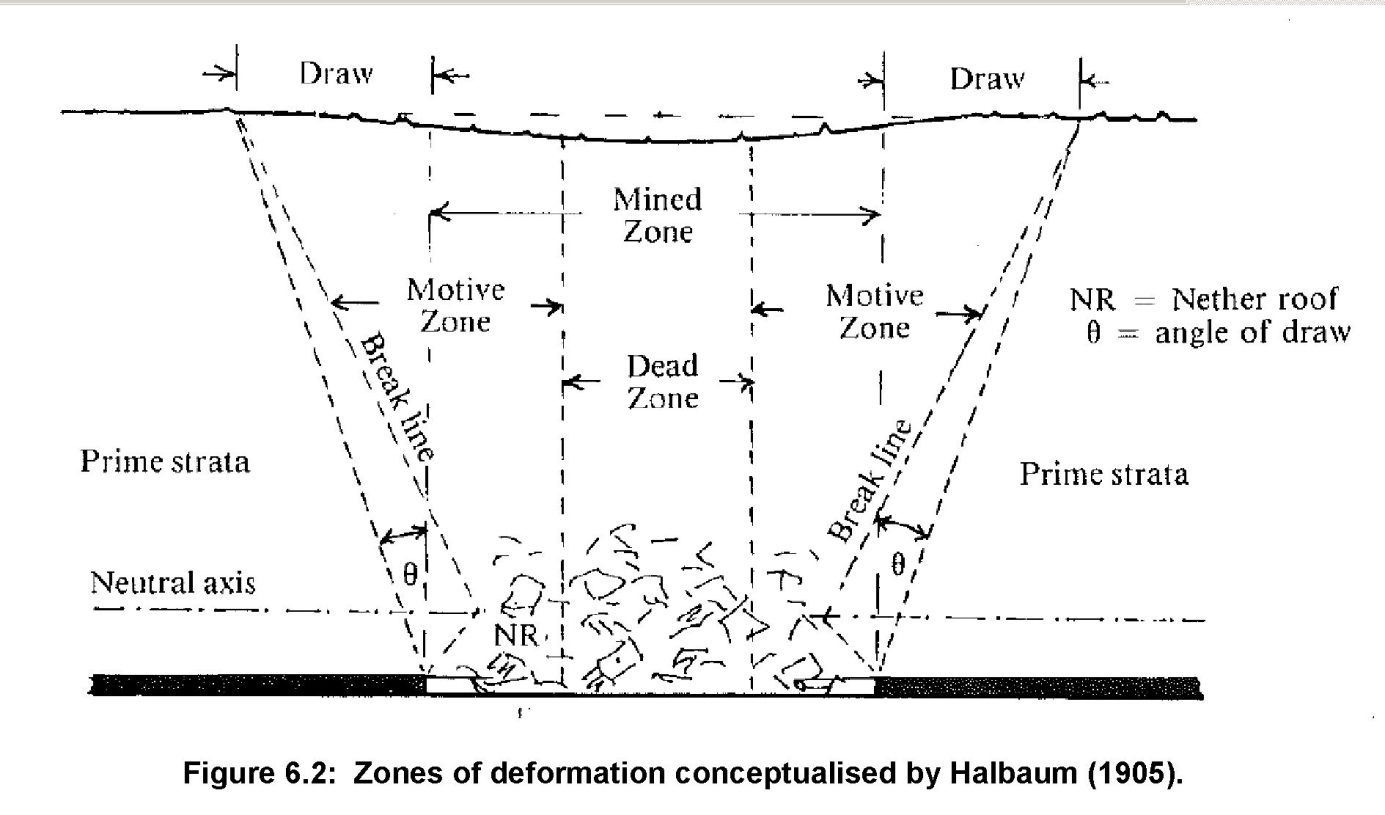 Draw
Draw
Mined
Zone
Motive
Zone
Motive
Zone
NR = Nether roof
θ = angle of draw
Dead
Zone
Break line
Break line
Prime strata
Prime strata
θ
θ
Neutral axis
NR
Figure 6.2: Zones of deformation conceptualised by Halbaum (1905).